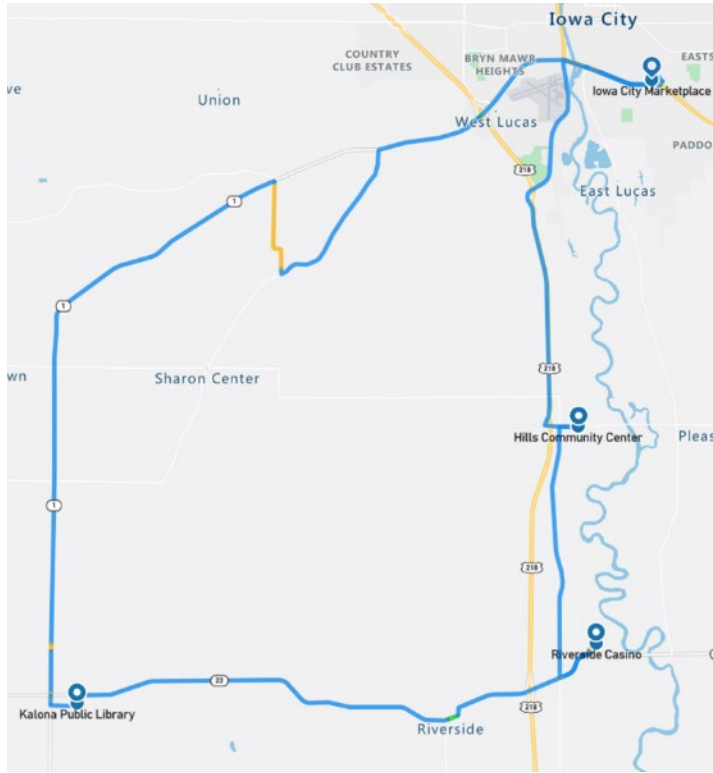 Iowa City
COUNTRY
CLUB ESTATES
BRYN MAWR
HEIGHTS
EASTS
Iowa City Marketplace
ve
Union
West Lucas
PADDO
218
East Lucas
1
1
218
wn
Sharon Center
Hills Community Center
Pleas
1
218
Riverside Casino
22
Kalona Public Library
218
Riverside